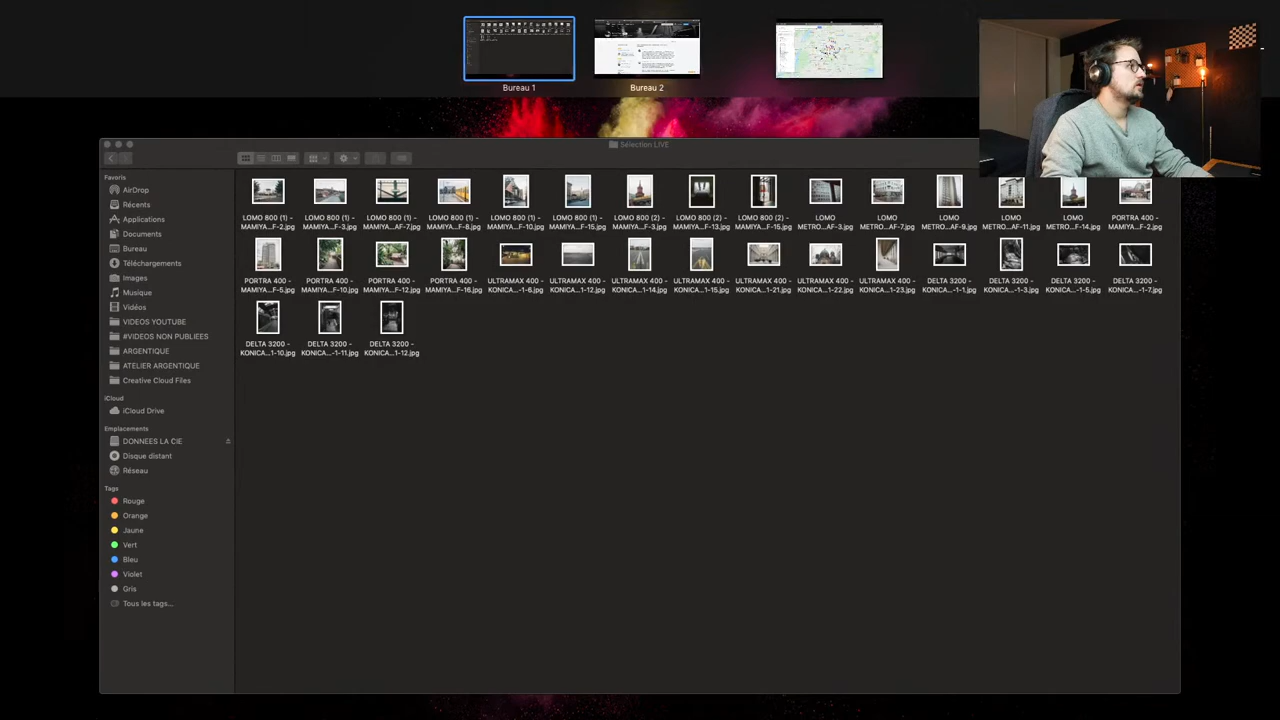 Bureau 1
Bureau 2
Sélection LIVE
Favoris
AirDrop
Récents
Applications
Documents
Bureau
Téléchargements
Images
Musique
Vidéos
VIDEOS YOUTUBE
#VIDEOS NON PUBLIEES
ARGENTIQUE
ATELIER ARGENTIQUE
Creative Cloud Files
iCloud
iCloud Drive
Emplacements
DONNEES LA CIE
Disque distant
Réseau
Tags
Rouge
Orange
Jaune
Vert
Bleu
Violet
Gris
Tous les tags...
LOMO 800 (1) -
MAMIYA...F-2.jpg
LOMO 800 (1) -
MAMIYA...F-3.jpg
LOMO 800 (1) -
MAMIYA...AF-7.jpg
LOMO 800 (1) -
MAMIYA...F-8.jpg
LOMO 800 (1) -
MAMIYA...F-10.jpg
LOMO 800 (1) -
MAMIYA...F-15.jpg
LOMO 800 (2) -
MAMIYA...F-3.jpg
LOMO 800 (2) -
MAMIYA...F-13.jpg
LOMO 800 (2) -
MAMIYA...F-15.jpg
LOMO
METRO...AF-3.jpg
LOMO
METRO...AF-7.jpg
LOMO
METRO...AF-9.jpg
LOMO
METRO...AF-11.jpg
LOMO
METRO...F-14.jpg
PORTRA 400 -
MAMIYA...F-2.jpg
PORTRA 400 -
MAMIYA...F-5.jpg
PORTRA 400 -
MAMIYA...F-10.jpg
PORTRA 400 -
MAMIYA...F-12.jpg
PORTRA 400 -
MAMIYA...F-16.jpg
ULTRAMAX 400 -
KONICA...-1-6.jpg
ULTRAMAX 400 -
KONICA...1-12.jpg
ULTRAMAX 400 -
KONICA...1-14.jpg
ULTRAMAX 400 -
KONICA...1-15.jpg
ULTRAMAX 400 -
KONICA...1-21.jpg
ULTRAMAX 400 -
KONICA...1-22.jpg
ULTRAMAX 400 -
KONICA...1-23.jpg
DELTA 3200 -
KONICA...-1-1.jpg
DELTA 3200 -
KONICA...-1-3.jpg
DELTA 3200 -
KONICA...-1-5.jpg
DELTA 3200 -
KONICA...-1-7.jpg
DELTA 3200 -
KONICA...1-10.jpg
DELTA 3200 -
KONICA...-1-11.jpg
DELTA 3200 -
KONICA...1-12.jpg